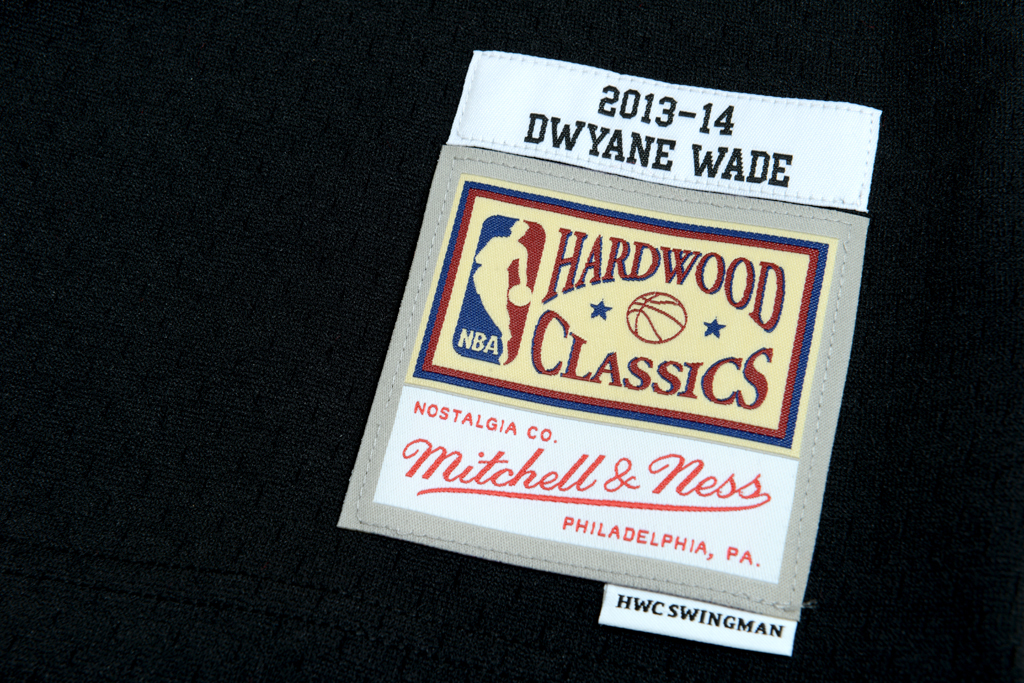 2013-14
DWYANE WADE
HARDWOOD
CLASSICS
NBA
NOSTALGIA CO.
Mitchell & Ness
PHILADELPHIA, PA.
HWC SWINGMAN